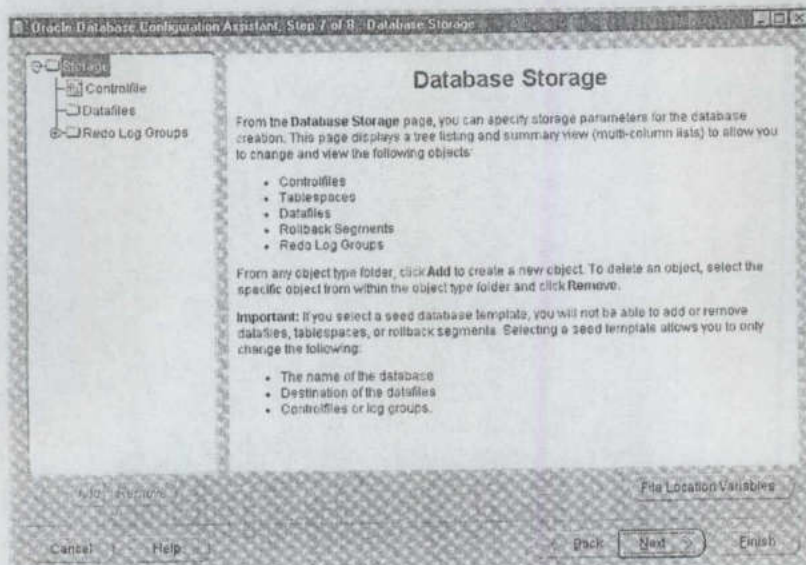 Oracle Database Configuration Assistant, Step 7 of 8 : Database Storage
Storage
Controlfile
Datafiles
Redo Log Groups
Database Storage
From the Database Storage page, you can specify storage parameters for the database
creation. This page displays a tree listing and summary view (multi-column lists) to allow you
to change and view the following objects:
• Controlfiles
• Tablespaces
• Datafiles
• Rollback Segments
• Redo Log Groups
From any object type folder, click Add to create a new object. To delete an object, select the
specific object from within the object type folder and click Remove.
Important: If you select a seed database template, you will not be able to add or remove
datafiles, tablespaces, or rollback segments. Selecting a seed template allows you to only
change the following:
• The name of the database
• Destination of the datafiles
• Controlfiles or log groups.
Add Remove
File Location Variables
Cancel Help Back Next Finish